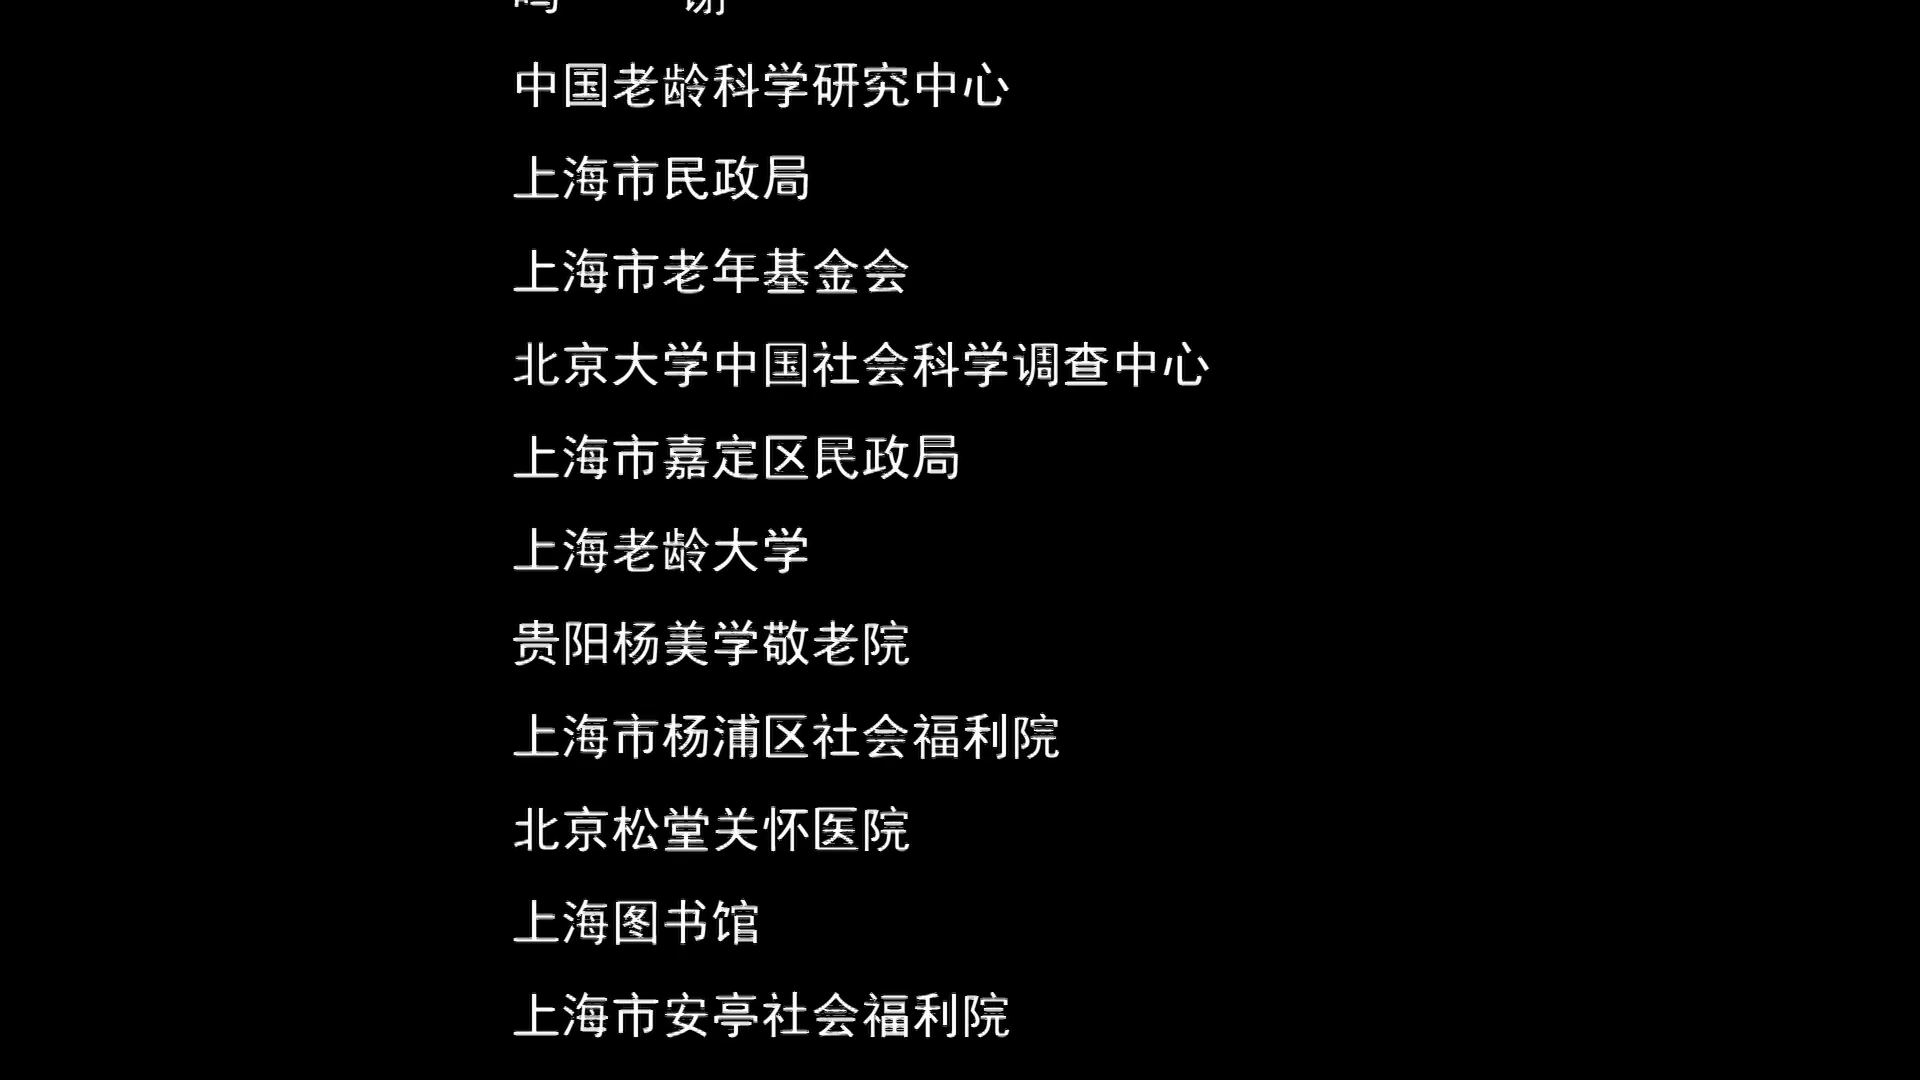 鸣 谢
中国老龄科学研究中心
上海市民政局
上海市老年基金会
北京大学中国社会科学调查中心
上海市嘉定区民政局
上海老龄大学
贵阳杨美学敬老院
上海市杨浦区社会福利院
北京松堂关怀医院
上海图书馆
上海市安亭社会福利院